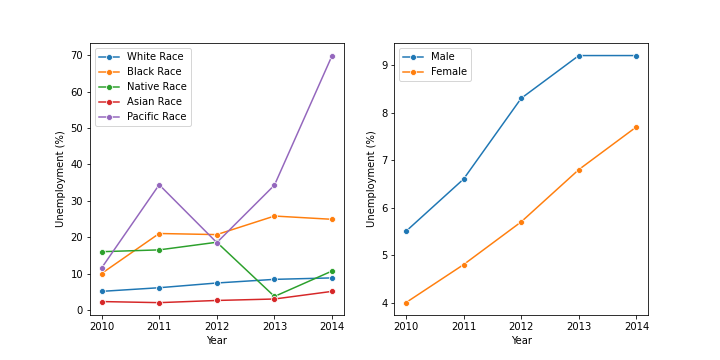 White Race
Black Race
Native Race
Asian Race
Pacific Race
Unemployment (%)
70
60
50
40
30
20
10
0
2010 2011 2012 2013 2014
Year
Male
Female
Unemployment (%)
9
8
7
6
5
4
2010 2011 2012 2013 2014
Year